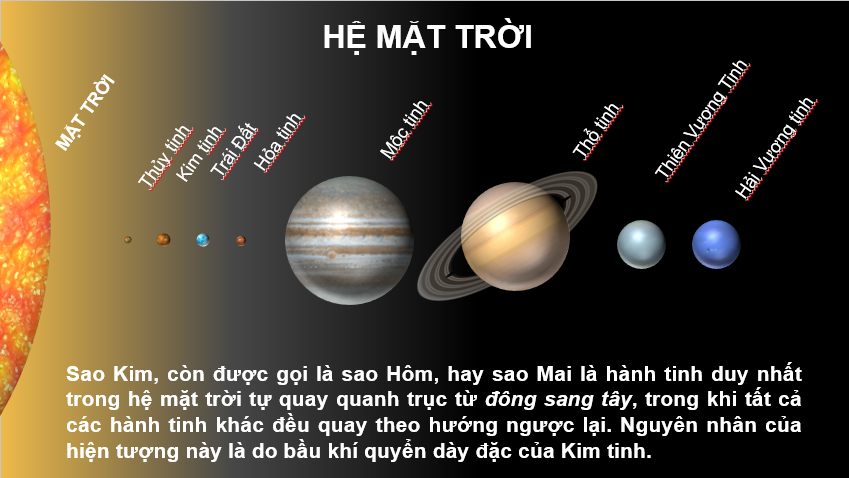 HỆ MẶT TRỜI
MẶT TRỜI
Thủy tinh
Kim tinh
Trái Đất
Hỏa tinh
Mộc tinh
Thổ tinh
Thiên Vương Tinh
Hải Vương tinh
Sao Kim, còn được gọi là sao Hôm, hay sao Mai là hành tinh duy nhất
trong hệ mặt trời tự quay quanh trục từ đông sang tây, trong khi tất cả
các hành tinh khác đều quay theo hướng ngược lại. Nguyên nhân của
hiện tượng này là do bầu khí quyển dày đặc của Kim tinh.